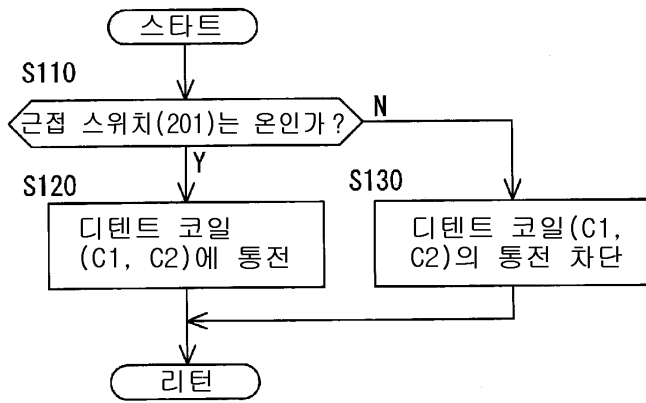 스타트
S110
근접 스위치(201)는 온인가?
N
Y
S120
디텐트 코일
(C1, C2)에 통전
S130
디텐트 코일(C1,
C2)의 통전 차단
리턴